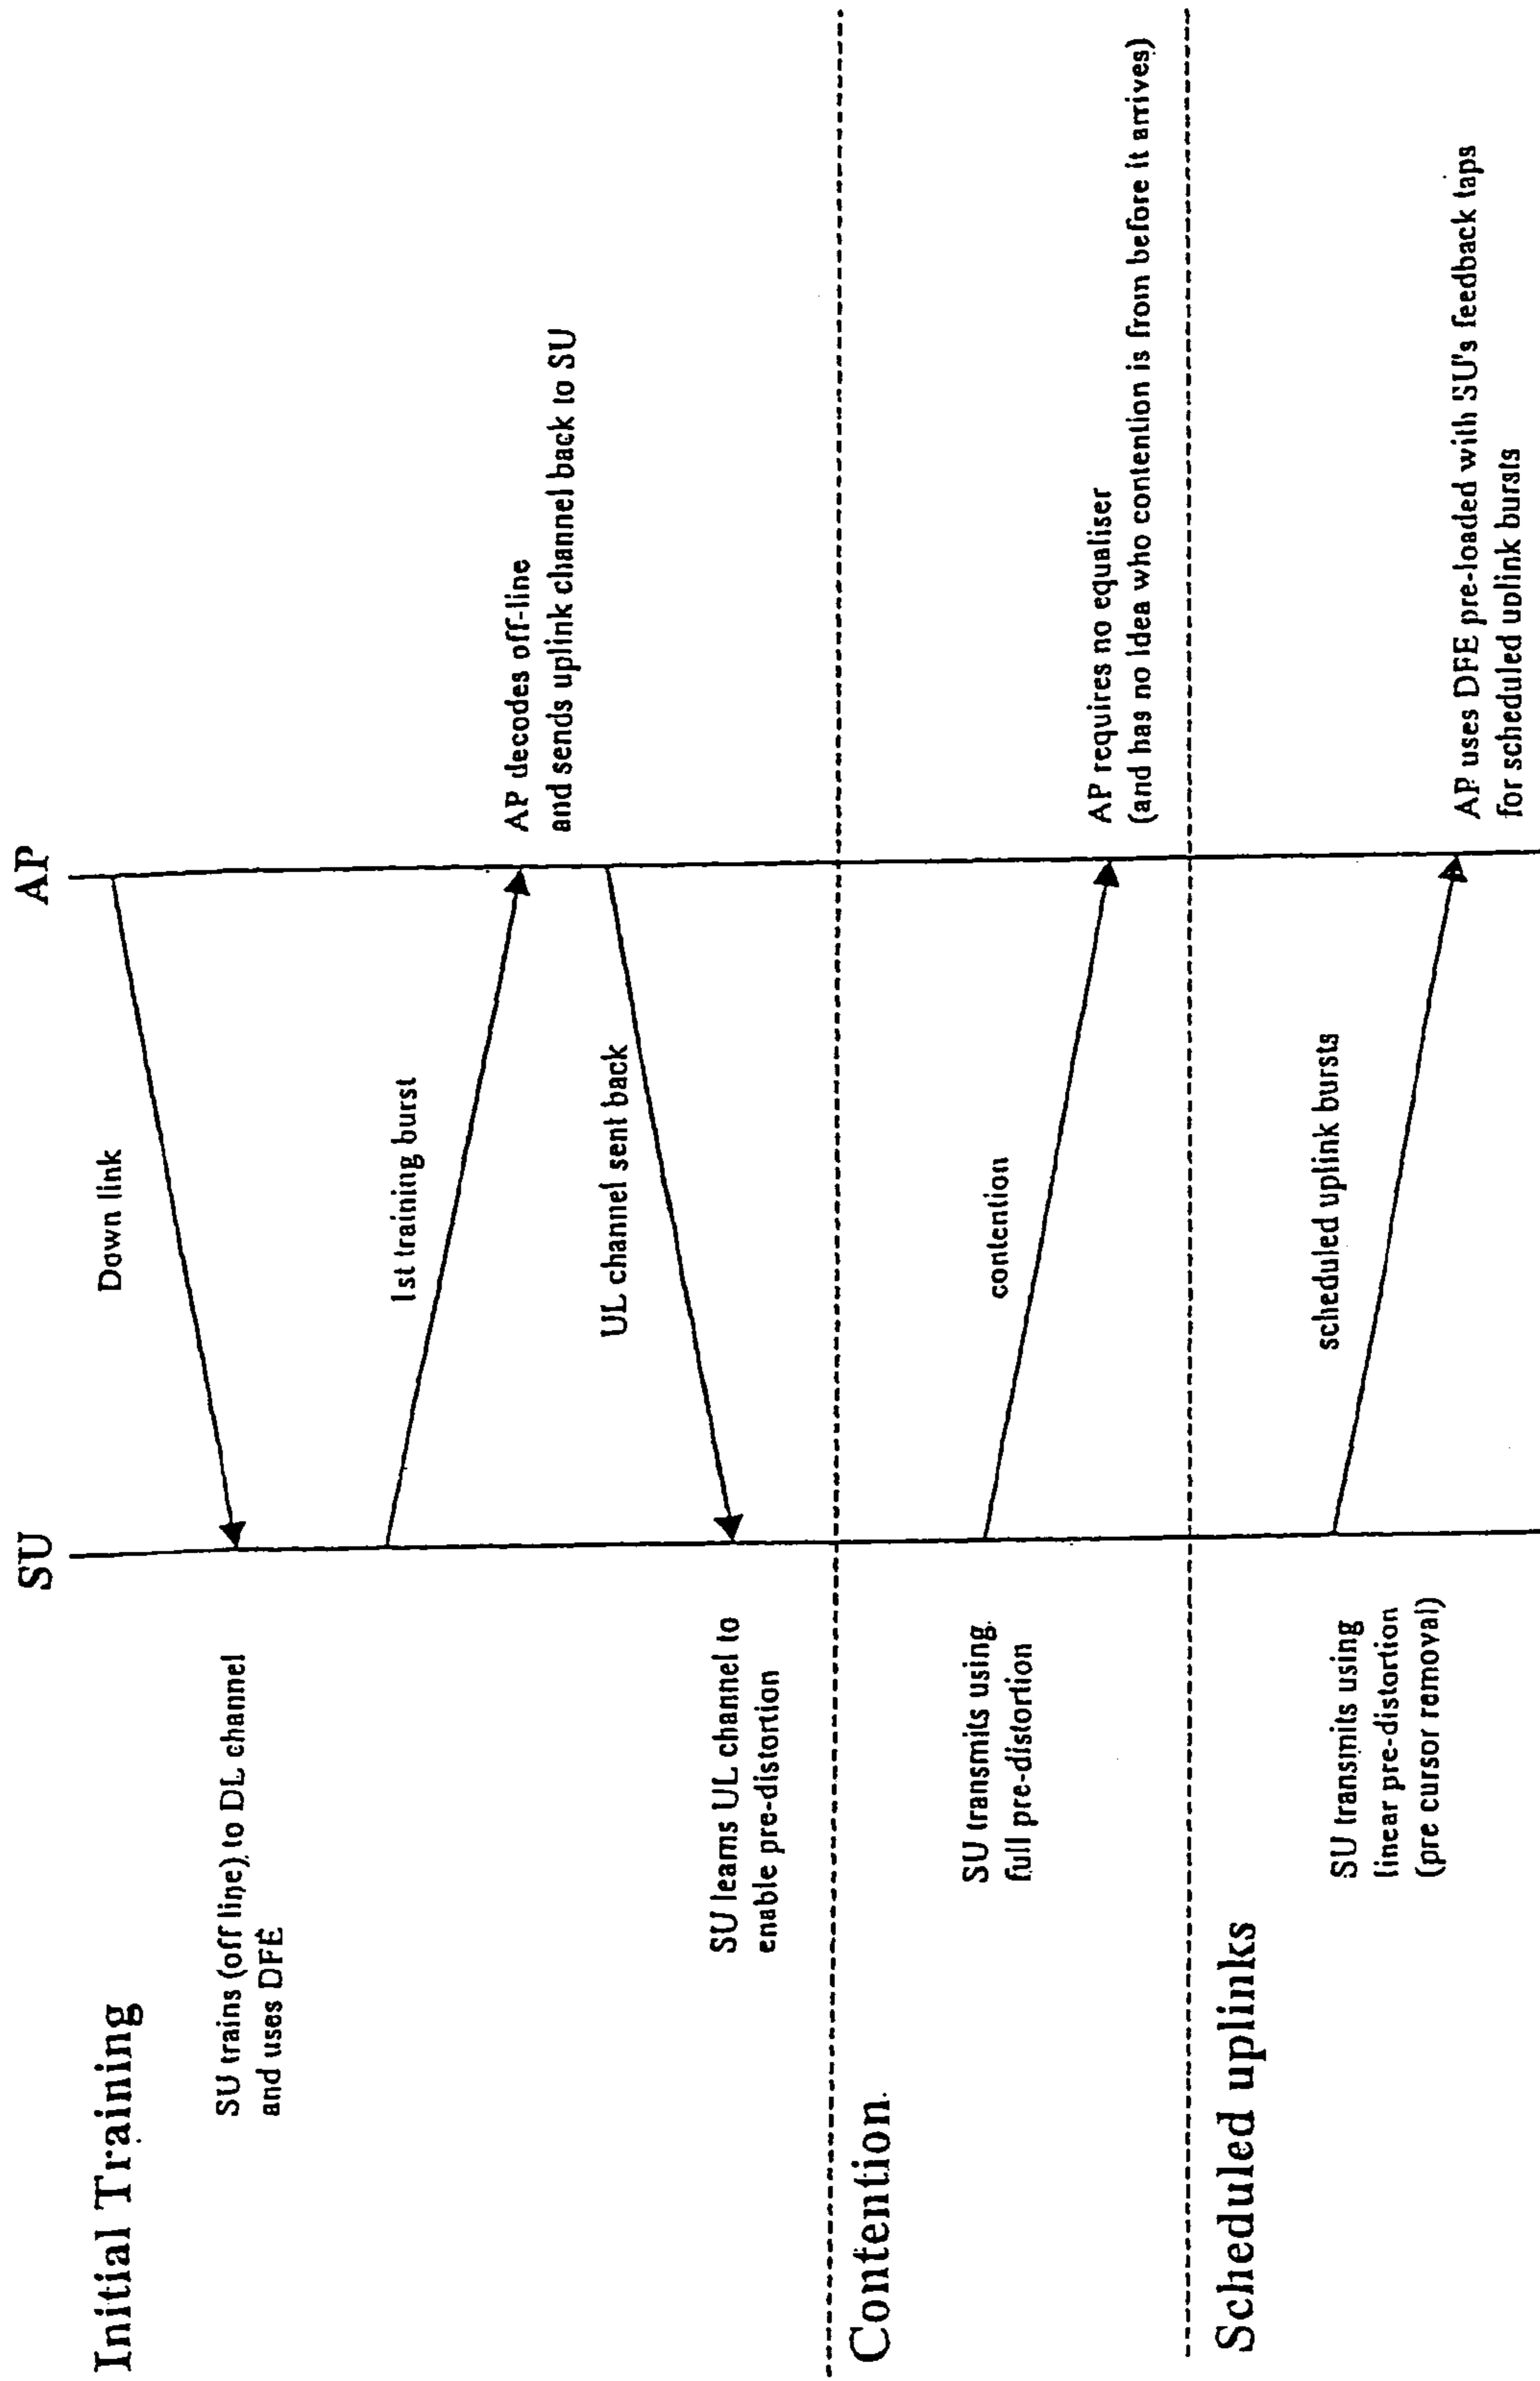 SU
AP
Initial Training
Down link
SU trains (off line) to DL channel
and uses DFE
1st training burst
AP decodes off-line
and sends uplink channel back to SU
UL channel sent back
SU learns UL channel to
enable pre-distortion
Contention
contention
SU transmits using
full pre-distortion
AP requires no equaliser
(and has no idea who contention is from before it arrives)
Scheduled uplinks
scheduled uplink bursts
SU transmits using
linear pre-distortion
(pre cursor removal)
AP uses DFE pre-loaded with SU's feedback taps
for scheduled uplink bursts